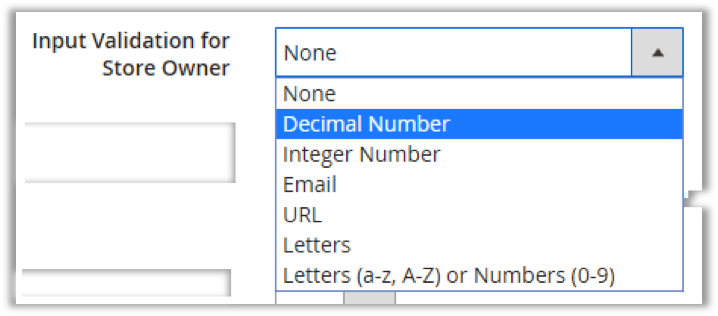 Input Validation for
Store Owner
None
None
Decimal Number
Integer Number
Email
URL
Letters
Letters (a-z, A-Z) or Numbers (0-9)